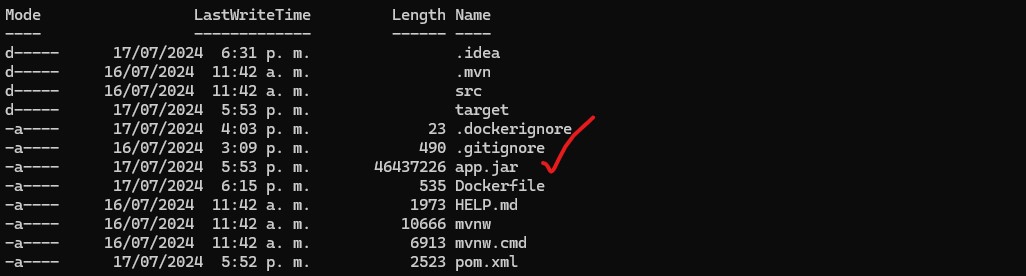 Mode LastWriteTime Length Name
---- ------------- ------ ----
d----- 17/07/2024 6:31 p. m. .idea
d----- 16/07/2024 11:42 a. m. .mvn
d----- 16/07/2024 11:42 a. m. src
d----- 17/07/2024 5:53 p. m. target
-a---- 17/07/2024 4:03 p. m. 23 .dockerignore
-a---- 16/07/2024 3:09 p. m. 490 .gitignore
-a---- 17/07/2024 5:53 p. m. 46437226 app.jar
-a---- 17/07/2024 6:15 p. m. 535 Dockerfile
-a---- 16/07/2024 11:42 a. m. 1973 HELP.md
-a---- 16/07/2024 11:42 a. m. 10666 mvnw
-a---- 16/07/2024 11:42 a. m. 6913 mvnw.cmd
-a---- 17/07/2024 5:52 p. m. 2523 pom.xml